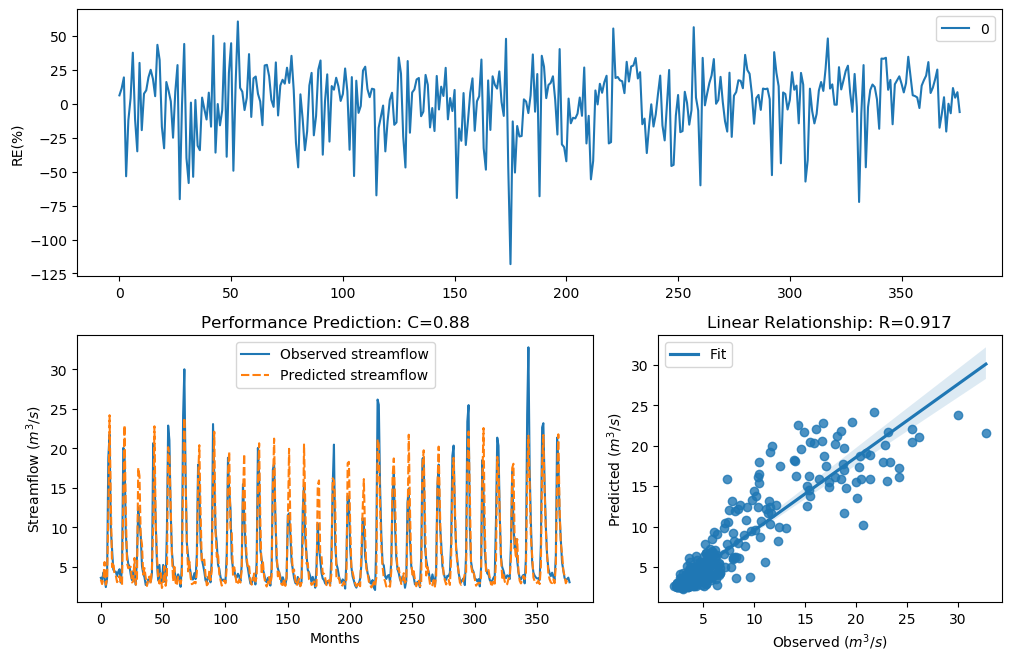 50
25
0
−25
−50
−75
−100
−125
RE(%)
0
0 50 100 150 200 250 300 350
Performance Prediction: C=0.88
Observed streamflow
Predicted streamflow
30
25
20
15
10
5
Streamflow (m³/s)
0 50 100 150 200 250 300 350
Months
Linear Relationship: R=0.917
Fit
30
25
20
15
10
5
Predicted (m³/s)
5 10 15 20 25 30
Observed (m³/s)